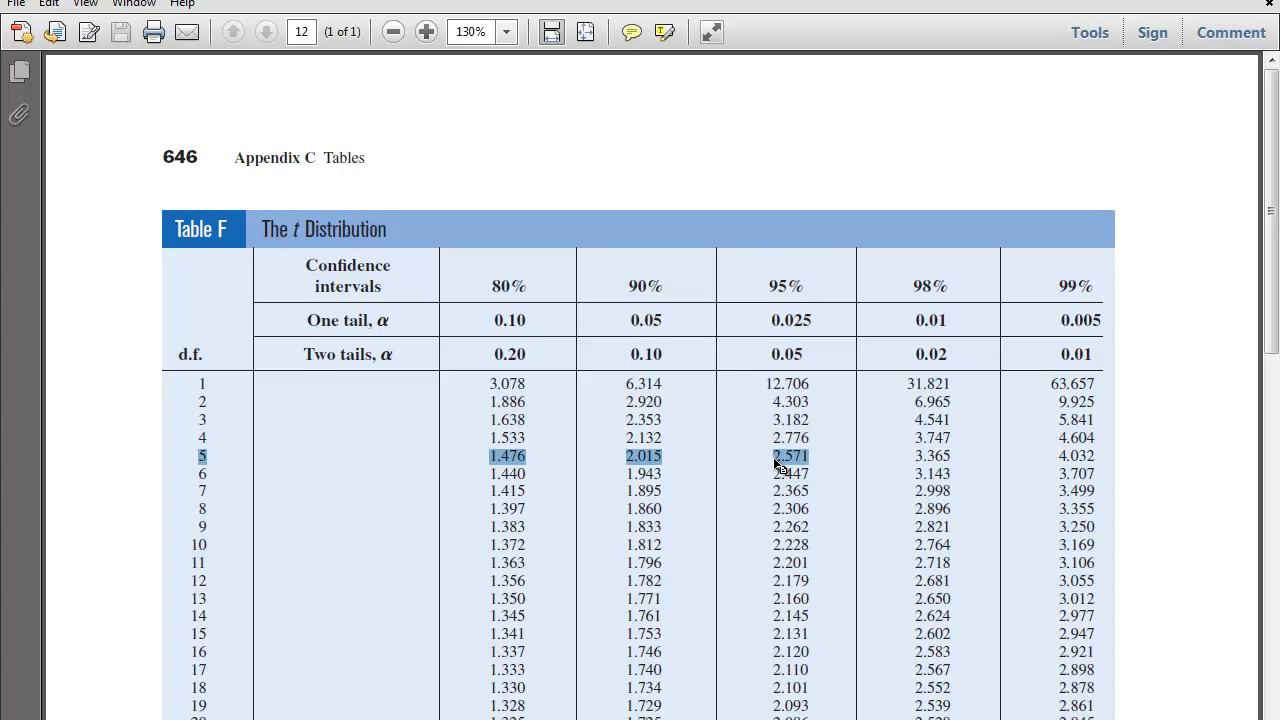 File Edit View Window Help
12 (1 of 1) 130% Tools Sign Comment
646 Appendix C Tables
Table F The t Distribution
Confidence
intervals 80% 90% 95% 98% 99%
One tail, α 0.10 0.05 0.025 0.01 0.005
d.f. Two tails, α 0.20 0.10 0.05 0.02 0.01
1 3.078 6.314 12.706 31.821 63.657
2 1.886 2.920 4.303 6.965 9.925
3 1.638 2.353 3.182 4.541 5.841
4 1.533 2.132 2.776 3.747 4.604
5 1.476 2.015 2.571 3.365 4.032
6 1.440 1.943 2.447 3.143 3.707
7 1.415 1.895 2.365 2.998 3.499
8 1.397 1.860 2.306 2.896 3.355
9 1.383 1.833 2.262 2.821 3.250
10 1.372 1.812 2.228 2.764 3.169
11 1.363 1.796 2.201 2.718 3.106
12 1.356 1.782 2.179 2.681 3.055
13 1.350 1.771 2.160 2.650 3.012
14 1.345 1.761 2.145 2.624 2.977
15 1.341 1.753 2.131 2.602 2.947
16 1.337 1.746 2.120 2.583 2.921
17 1.333 1.740 2.110 2.567 2.898
18 1.330 1.734 2.101 2.552 2.878
19 1.328 1.729 2.093 2.539 2.861